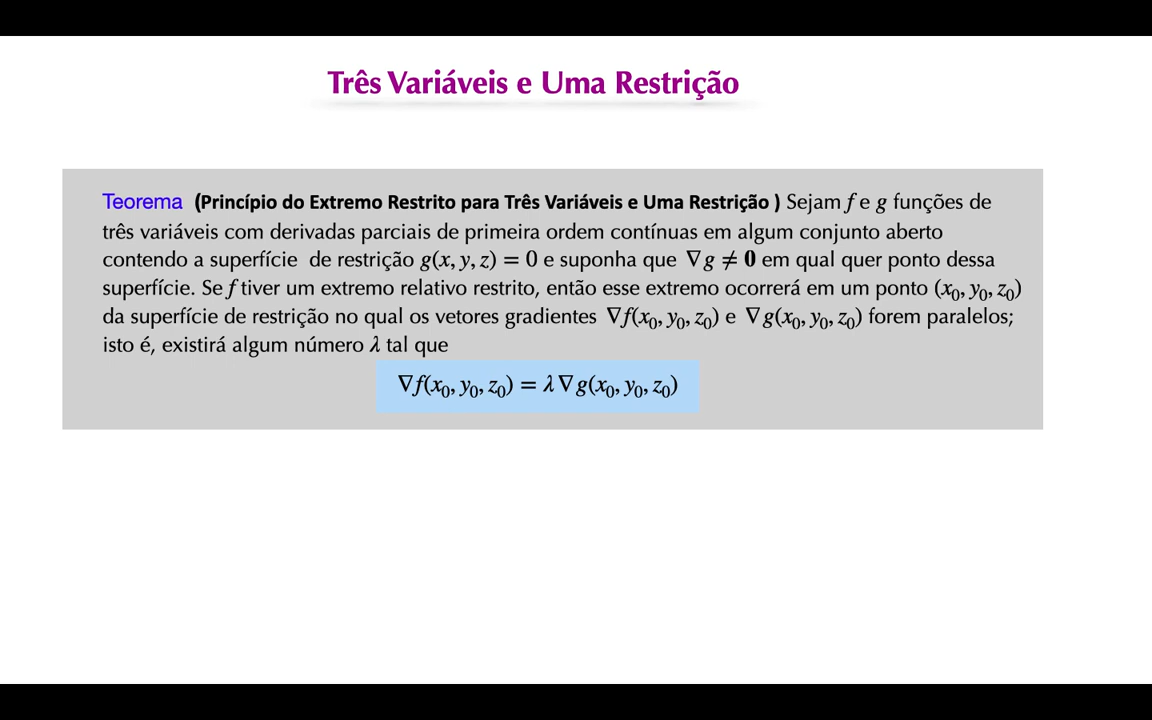 Três Variáveis e Uma Restrição
Teorema (Princípio do Extremo Restrito para Três Variáveis e Uma Restrição ) Sejam f e g funções de
três variáveis com derivadas parciais de primeira ordem contínuas em algum conjunto aberto
contendo a superfície de restrição g(x, y, z) = 0 e suponha que ∇g ≠ 0 em qual quer ponto dessa
superfície. Se f tiver um extremo relativo restrito, então esse extremo ocorrerá em um ponto (x₀, y₀, z₀)
da superfície de restrição no qual os vetores gradientes ∇f(x₀, y₀, z₀) e ∇g(x₀, y₀, z₀) forem paralelos;
isto é, existirá algum número λ tal que
∇f(x₀, y₀, z₀) = λ∇g(x₀, y₀, z₀)